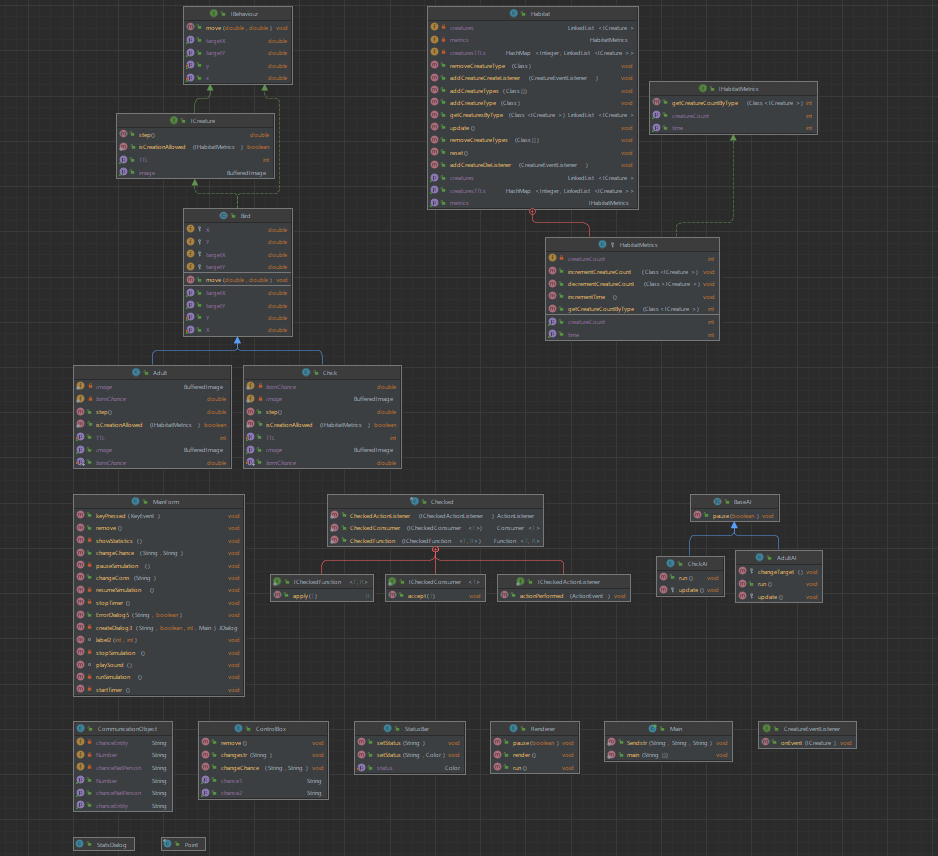 IBehaviour
move (double , double ) void
targetX double
targetY double
y double
x double
ICreature
step() double
isCreationAllowed (IHabitatMetrics ) boolean
TTL int
image BufferedImage
Bird
x double
y double
targetX double
targetY double
move (double , double ) void
targetX double
targetY double
Y double
X double
Adult
image BufferedImage
bornChance double
step() double
isCreationAllowed (IHabitatMetrics ) boolean
TTL int
image BufferedImage
bornChance double
Chick
bornChance double
image BufferedImage
step() double
isCreationAllowed (IHabitatMetrics ) boolean
TTL int
image BufferedImage
bornChance double
Habitat
creatures LinkedList <ICreature >
metrics HabitatMetrics
creaturesTTLs HashMap <Integer, LinkedList <ICreature > >
removeCreatureType (Class) void
addCreatureCreateListener (CreatureEventListener ) void
addCreatureTypes (Class[]) void
addCreatureType (Class) void
getCreaturesByType (Class <ICreature >) LinkedList <ICreature >
update () void
removeCreatureTypes (Class []) void
reset() void
addCreatureDieListener (CreatureEventListener ) void
creatures LinkedList <ICreature >
creaturesTTLs HashMap <Integer, LinkedList <ICreature > >
metrics IHabitatMetrics
IHabitatMetrics
getCreatureCountByType (Class <ICreature >) int
creatureCount int
time int
HabitatMetrics
creatureCount int
incrementCreatureCount (Class <ICreature >) void
decrementCreatureCount (Class <ICreature >) void
incrementTime () void
getCreatureCountByType (Class <ICreature >) int
creatureCount int
time int
MainForm
keyPressed (KeyEvent ) void
remove () void
showStatistics () void
changeChance (String , String ) void
pauseSimulation () void
changeConn (String ) void
resumeSimulation () void
stopTimer () void
ErrorDialogS (String , boolean) void
createDialogJ (String , boolean, int , Main ) JDialog
label2 (int , int ) void
stopSimulation () void
playSound () void
runSimulation () void
startTimer () void
Checked
CheckedActionListener (ICheckedActionListener ) ActionListener
CheckedConsumer (ICheckedConsumer <T>) Consumer <T>
CheckedFunction (ICheckedFunction <T, R>) Function <T, R>
ICheckedFunction <T, R>
apply(T) R
ICheckedConsumer <T>
accept(T) void
ICheckedActionListener
actionPerformed (ActionEvent ) void
BaseAI
pause(boolean ) void
ChickAI
run() void
update () void
AdultAI
changeTarget () void
run() void
update () void
CommuncationObject
chanceEntity String
Number String
chanceNatPerson String
Number String
chanceNatPerson String
chanceEntity String
ControlBox
remove () void
changestr (String ) void
changeChance (String , String ) void
chance1 String
chance2 String
StatusBar
setStatus (String ) void
setStatus (String , Color ) void
status Color
Renderer
pause(boolean ) void
render() void
run() void
Main
Sendstr (String , String , String ) void
main (String []) void
CreatureEventListener
onEvent (ICreature ) void
StatsDialog
Point